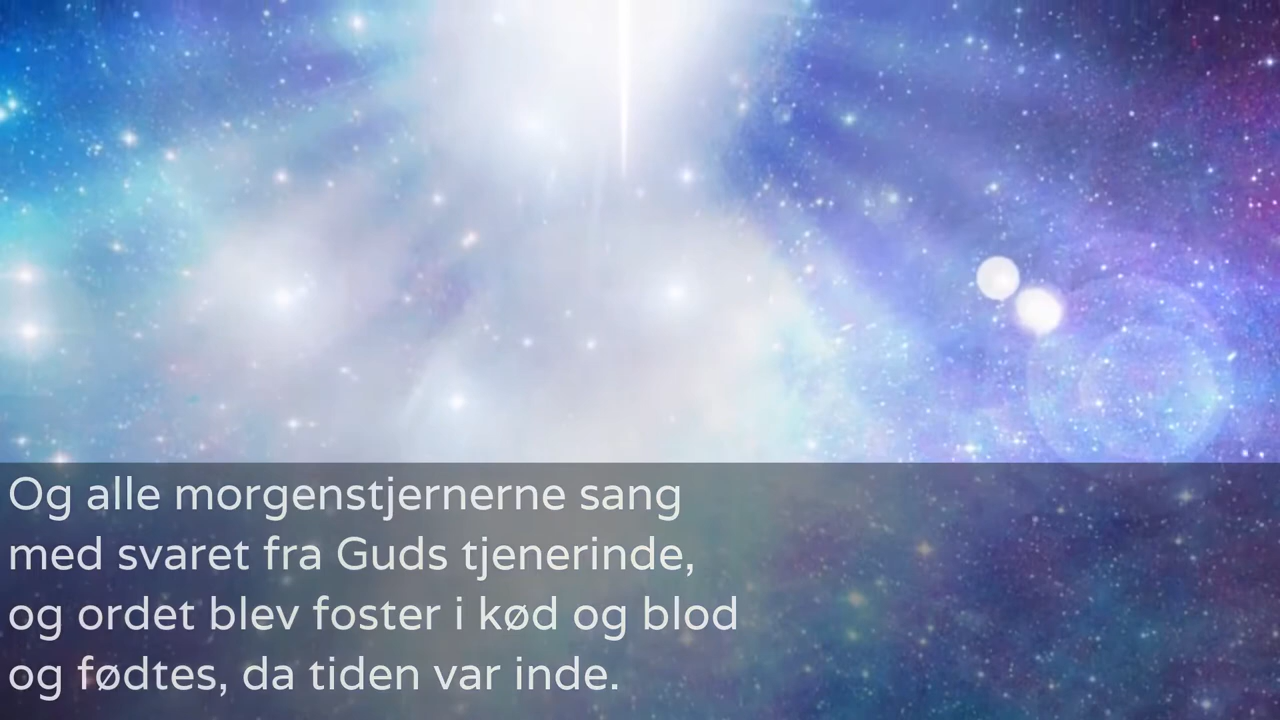 Og alle morgenstjernerne sang
med svaret fra Guds tjenerinde,
og ordet blev foster i kød og blod
og fødtes, da tiden var inde.